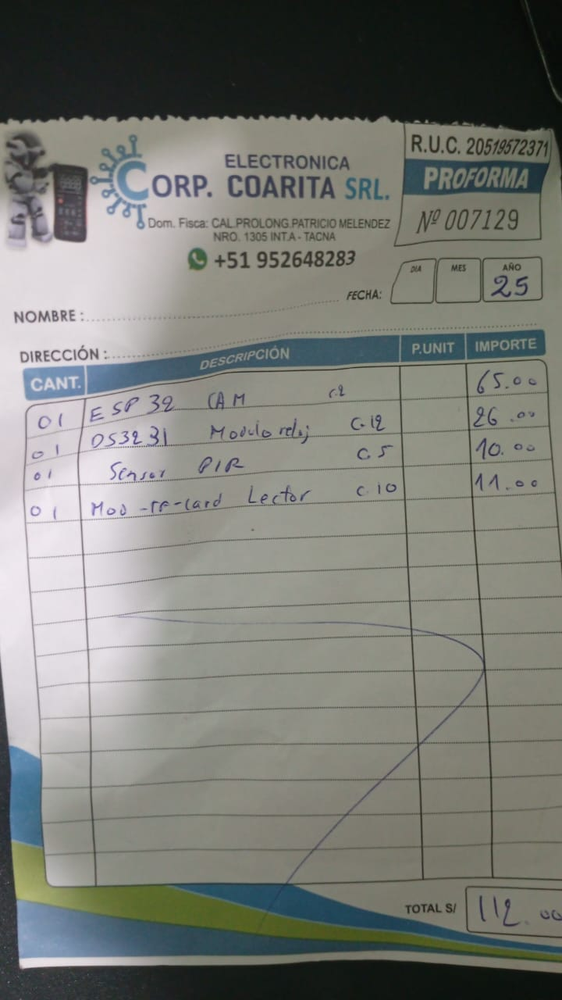 R.U.C. 20519572371
ELECTRONICA
CORP. COARITA SRL.
PROFORMA
Dom. Fisca: CAL.PROLONG.PATRICIO MELENDEZ
NRO. 1305 INT.A - TACNA
Nº 007129
+51 952648283
FECHA: DIA MES AÑO
25
NOMBRE :
DIRECCIÓN :
CANT. DESCRIPCIÓN P.UNIT IMPORTE
01 ESP 32 CAM c.2 65.00
01 DS3231 Modulo reloj C.12 26.00
01 Sensor PIR C.5 10.00
01 Mod-TF-Card Lector C.10 11.00
TOTAL S/ 112.00